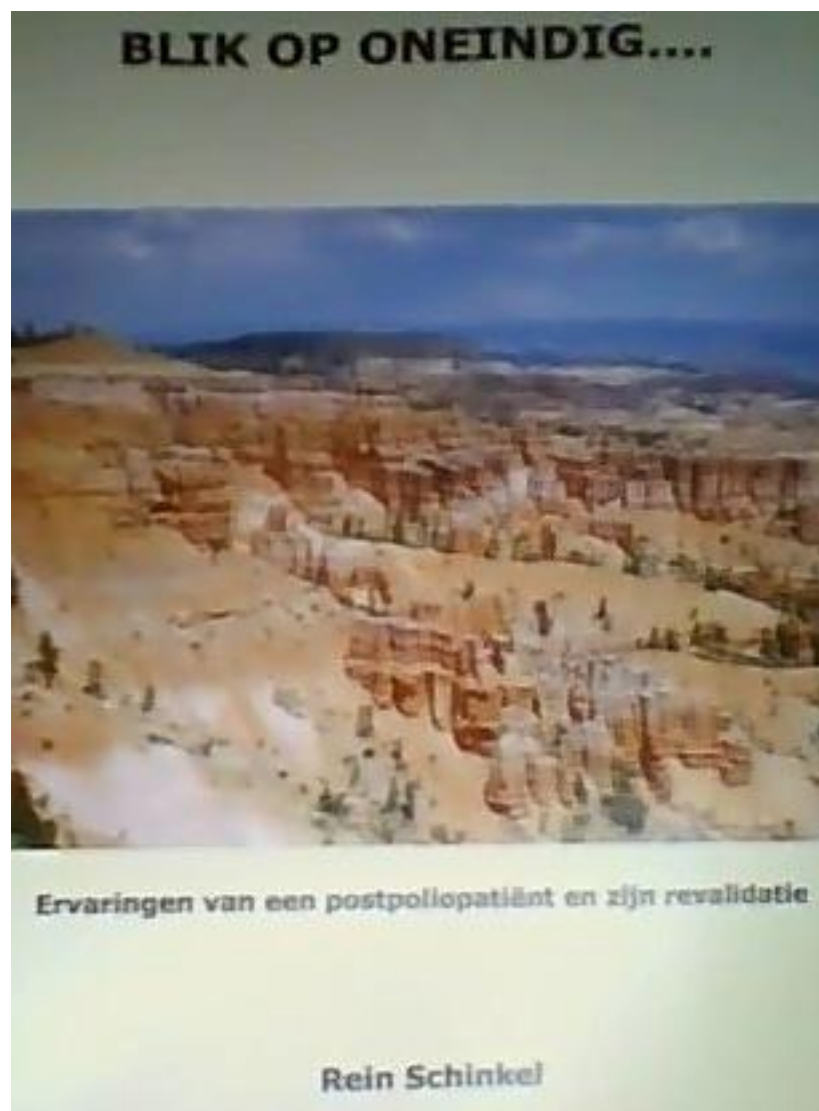 BLIK OP ONEINDIG....
Ervaringen van een postpoliopatiënt en zijn revalidatie
Rein Schinkel